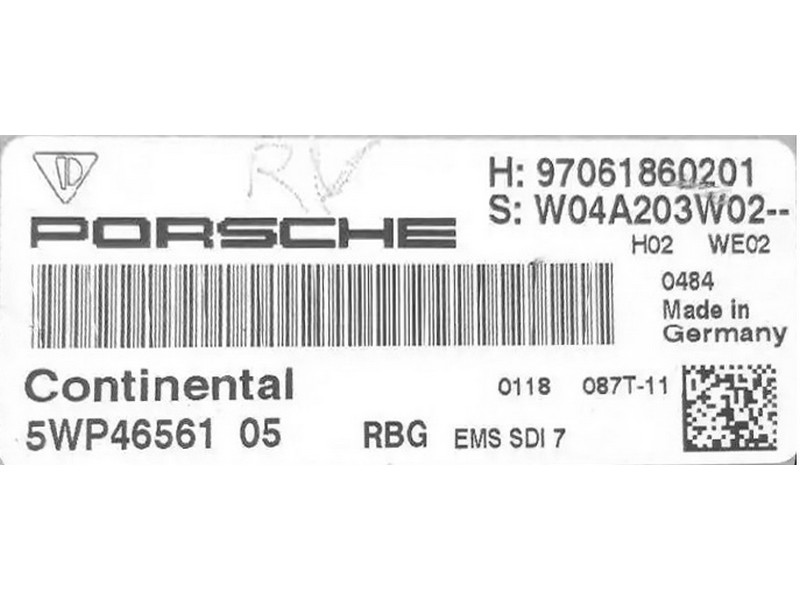 RV
H: 97061860201
PORSCHE
S: W04A203W02--
H02 WE02
0484
Made in
Germany
Continental
0118 087T-11
5WP46561 05 RBG EMS SDI 7